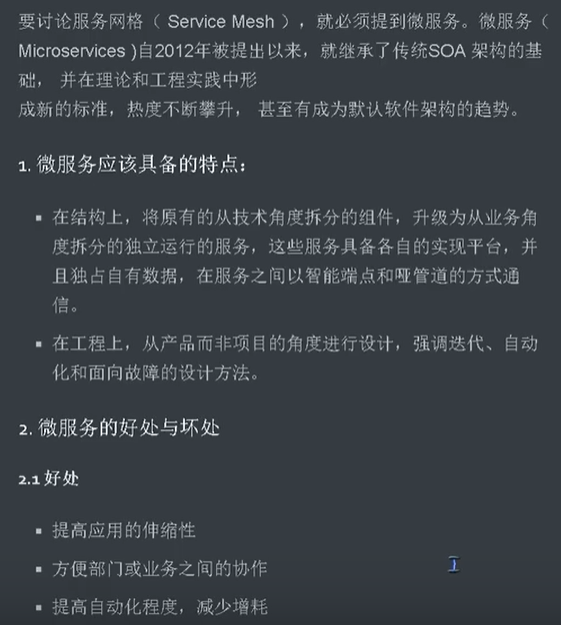 要讨论服务网格（ Service Mesh ），就必须提到微服务。微服务（
Microservices )自2012年被提出以来，就继承了传统SOA 架构的基
础， 并在理论和工程实践中形
成新的标准，热度不断攀升， 甚至有成为默认软件架构的趋势。
1. 微服务应该具备的特点：
▪ 在结构上，将原有的从技术角度拆分的组件，升级为从业务角
度拆分的独立运行的服务，这些服务具备各自的实现平台，并
且独占自有数据，在服务之间以智能端点和哑管道的方式通
信。
▪ 在工程上，从产品而非项目的角度进行设计，强调迭代、自动
化和面向故障的设计方法。
2. 微服务的好处与坏处
2.1 好处
▪ 提高应用的伸缩性
▪ 方便部门或业务之间的协作
▪ 提高自动化程度，减少增耗